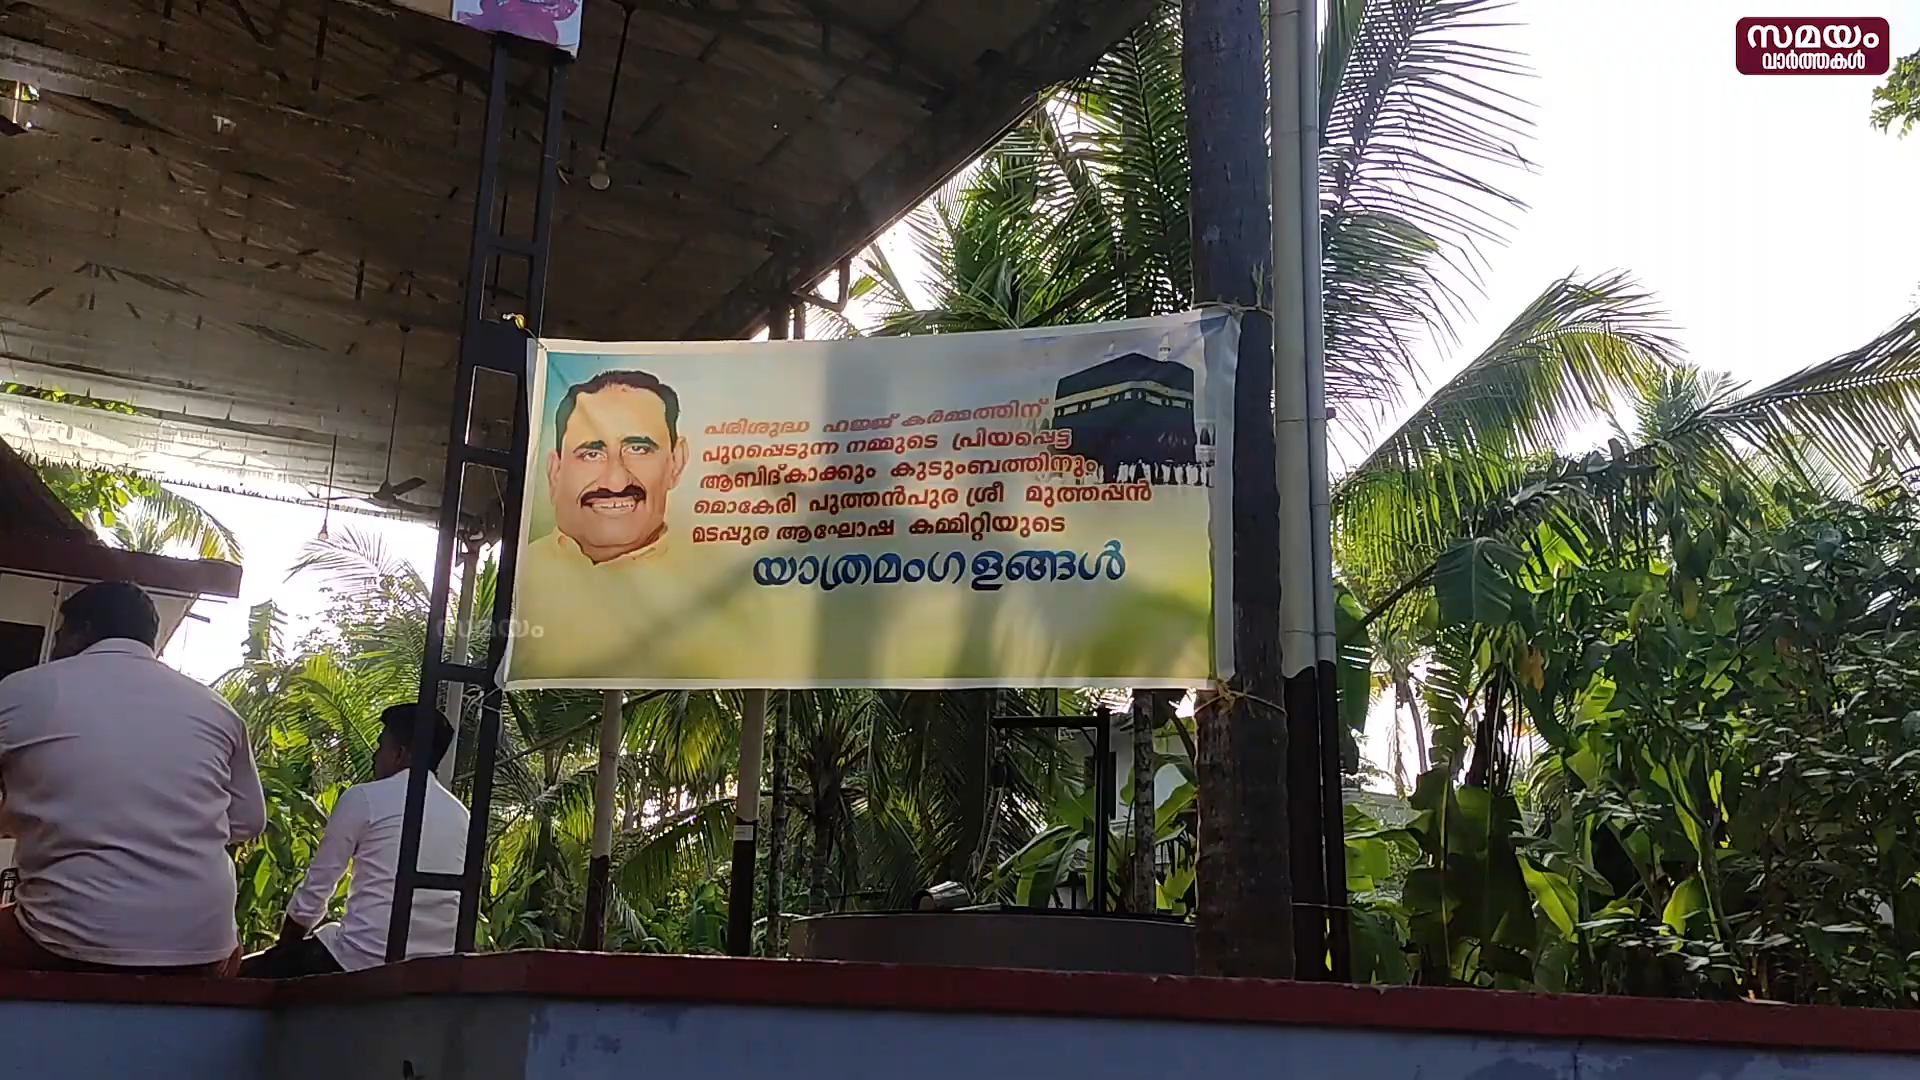 സമയം
വാർത്തകൾ
പരിശുദ്ധ ഹജ്ജ് കർമ്മത്തിന്
പുറപ്പെടുന്ന നമ്മുടെ പ്രിയപ്പെട്ട
ആബിദ്കാക്കും കുടുംബത്തിനും
മൊകേരി പുത്തൻപുര ശ്രീ മുത്തപ്പൻ
മടപ്പുര ആഘോഷ കമ്മിറ്റിയുടെ
യാത്രമംഗളങ്ങൾ
സമയം